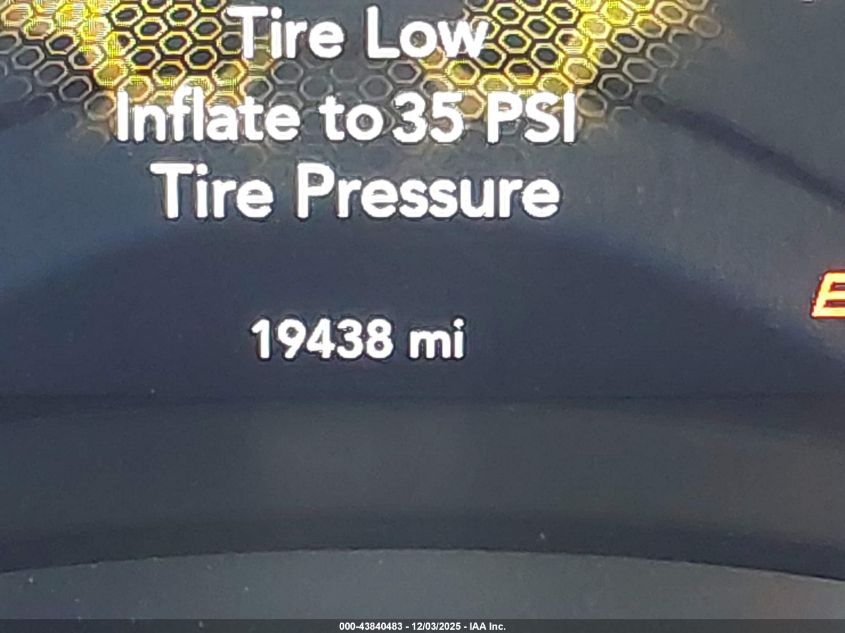 Tire Low
Inflate to 35 PSI
Tire Pressure
19438 mi
E
000-43840483 - 12/03/2025 - IAA Inc.